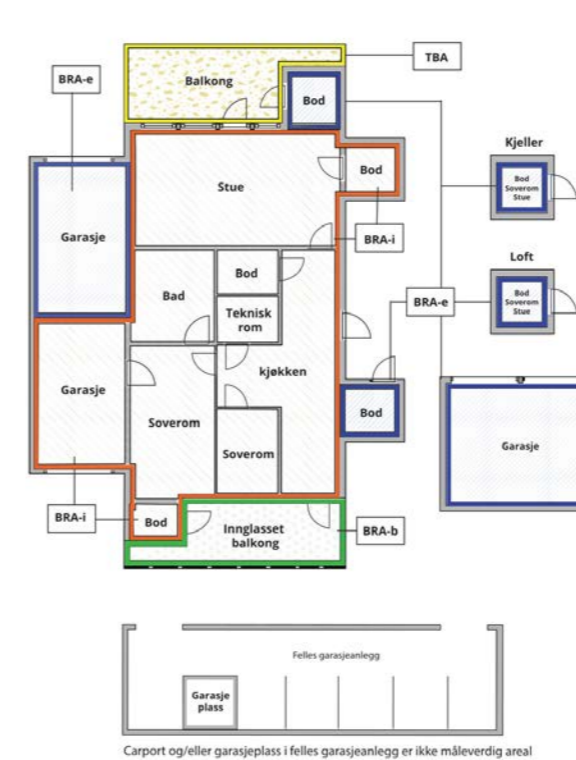 TBA
BRA-e
Balkong
Bod
Kjeller
Bod
Bod
Soverom
Stue
Stue
Garasje
BRA-i
Loft
Bod
Bad
Bod
Soverom
Stue
BRA-e
Teknisk
rom
kjøkken
Garasje
Bod
Soverom
Garasje
Soverom
BRA-i
Bod
Innglasset
balkong
BRA-b
Felles garasjeanlegg
Garasje
plass
Carport og/eller garasjeplass i felles garasjeanlegg er ikke måleverdig areal